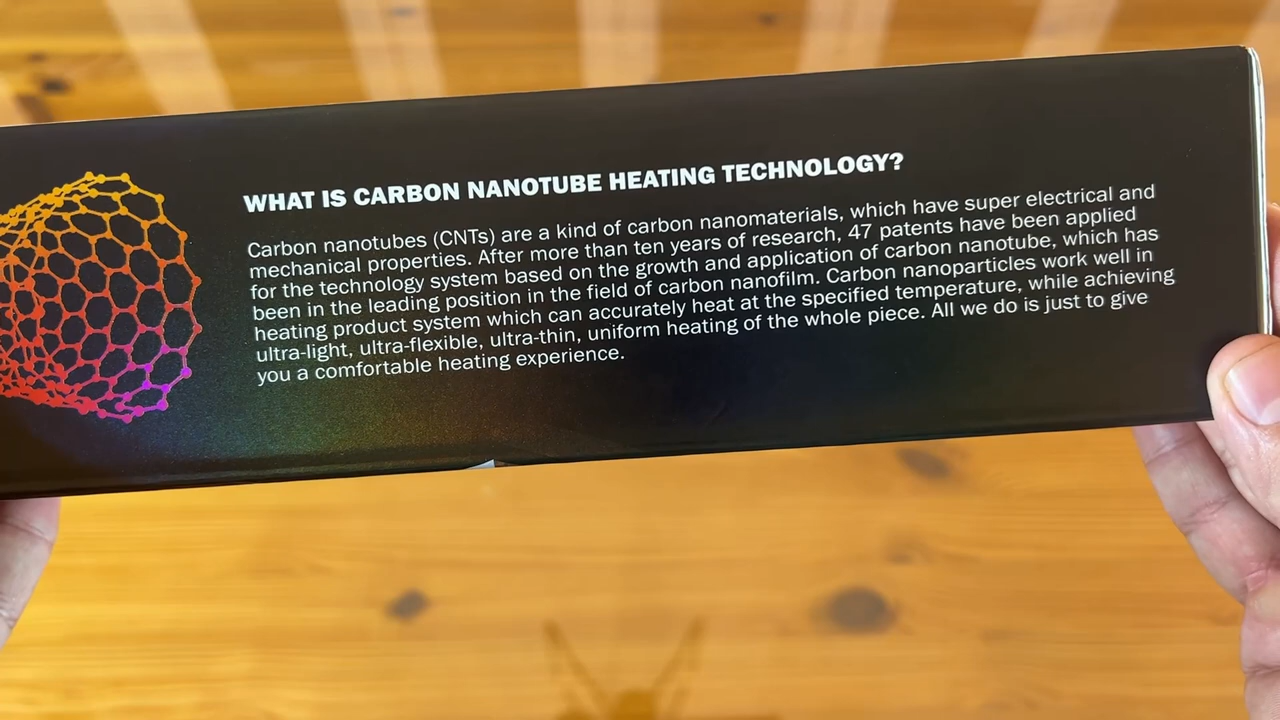 WHAT IS CARBON NANOTUBE HEATING TECHNOLOGY?
Carbon nanotubes (CNTs) are a kind of carbon nanomaterials, which have super electrical and
mechanical properties. After more than ten years of research, 47 patents have been applied
for the technology system based on the growth and application of carbon nanotube, which has
been in the leading position in the field of carbon nanofilm. Carbon nanoparticles work well in
heating product system which can accurately heat at the specified temperature, while achieving
ultra-light, ultra-flexible, ultra-thin, uniform heating of the whole piece. All we do is just to give
you a comfortable heating experience.